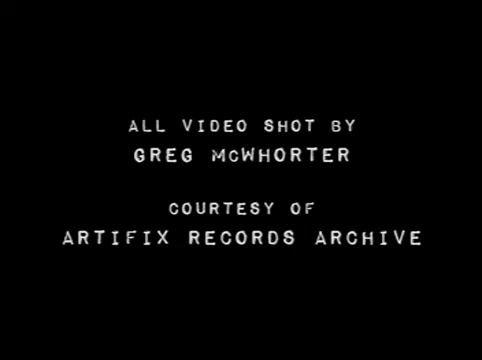 ALL VIDEO SHOT BY
GREG McWHORTER
COURTESY OF
ARTIFIX RECORDS ARCHIVE